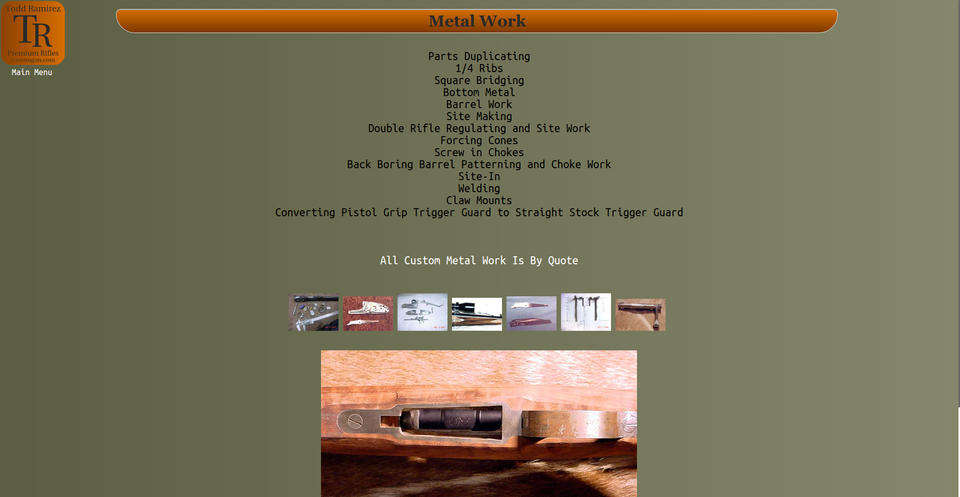 Todd Ramirez
TR
Premium Rifles
Main Menu
Metal Work
Parts Duplicating
1/4 Ribs
Square Bridging
Bottom Metal
Barrel Work
Site Making
Double Rifle Regulating and Site Work
Forcing Cones
Screw in Chokes
Back Boring Barrel Patterning and Choke Work
Site-In
Welding
Claw Mounts
Converting Pistol Grip Trigger Guard to Straight Stock Trigger Guard
All Custom Metal Work Is By Quote